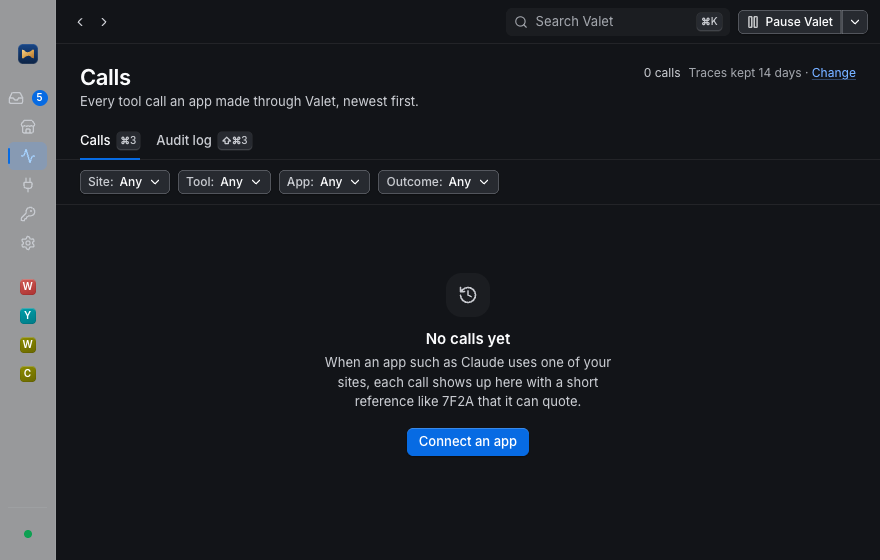 Search Valet
⌘K
Pause Valet
5
Calls
0 calls Traces kept 14 days · Change
Every tool call an app made through Valet, newest first.
Calls ⌘3 Audit log ⇧⌘3
Site: Any Tool: Any App: Any Outcome: Any
W
Y
W
C
No calls yet
When an app such as Claude uses one of your
sites, each call shows up here with a short
reference like 7F2A that it can quote.
Connect an app